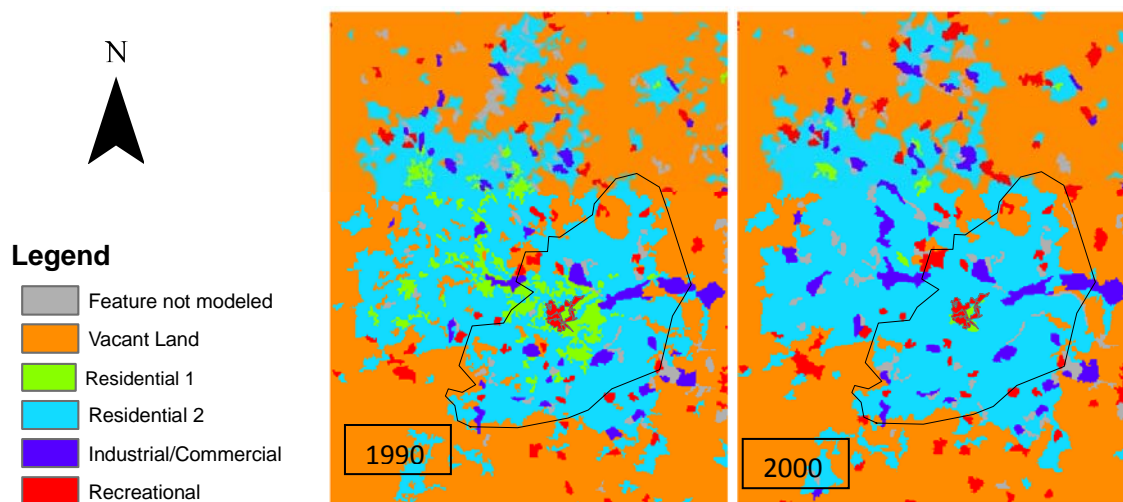 N
Legend
Feature not modeled
Vacant Land
Residential 1
Residential 2
Industrial/Commercial
Recreational
1990
2000